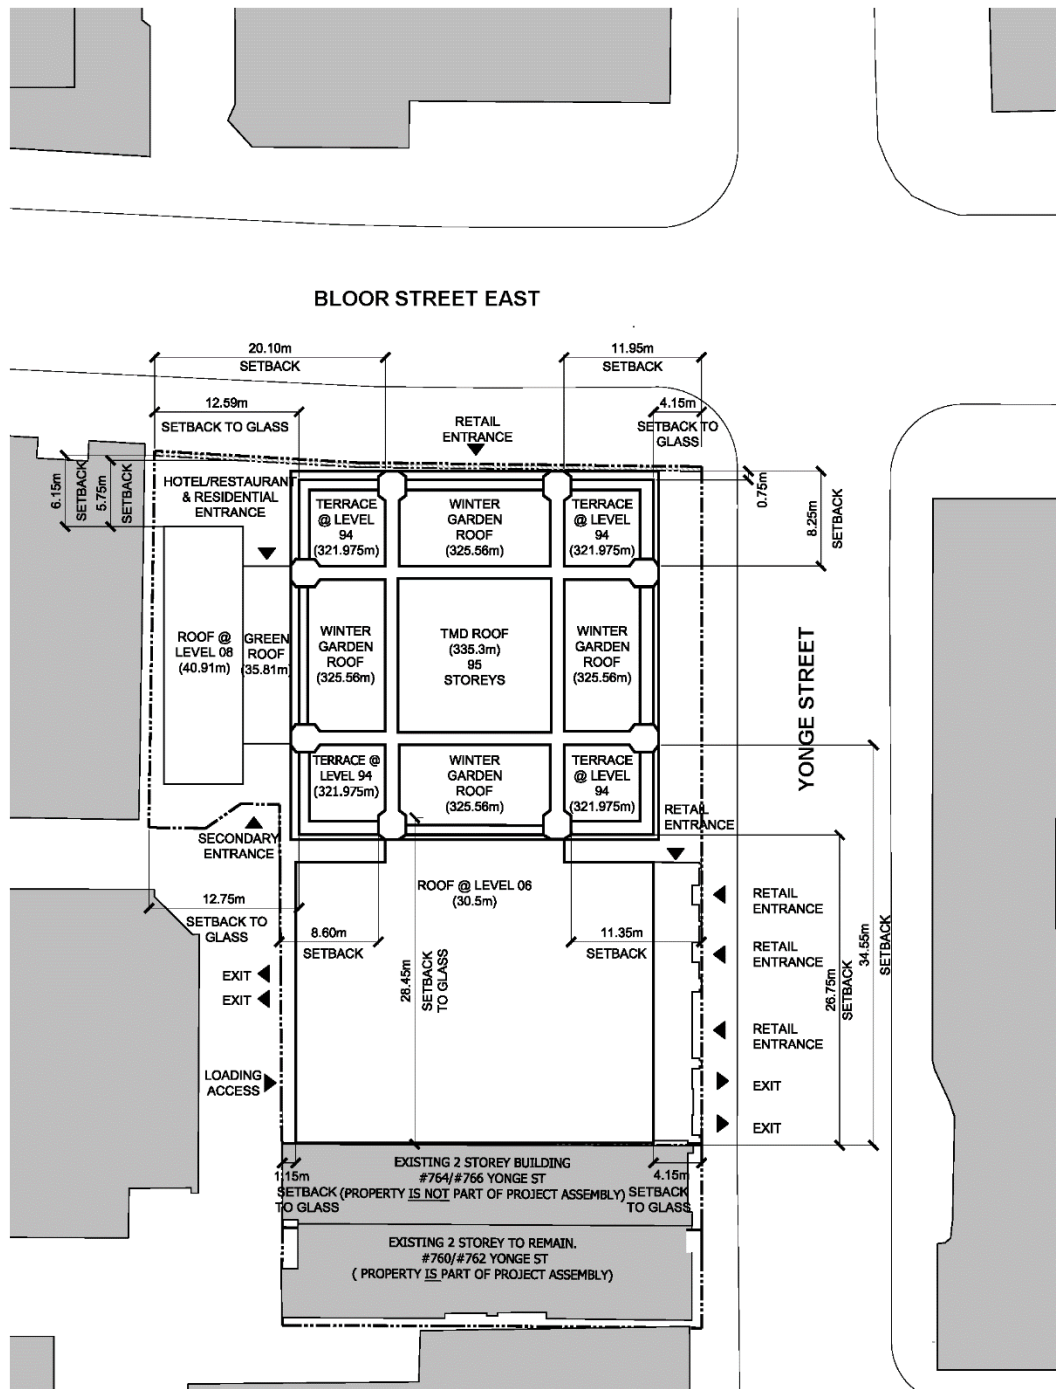 BLOOR STREET EAST
20.10m
SETBACK
11.95m
SETBACK
12.59m
SETBACK TO GLASS
4.15m
SETBACK TO
GLASS
RETAIL
ENTRANCE
6.15m
SETBACK
5.75m
SETBACK
HOTEL/RESTAURANT
& RESIDENTIAL
ENTRANCE
0.75m
8.25m
SETBACK
TERRACE
@ LEVEL
94
(321.975m)
WINTER
GARDEN
ROOF
(325.56m)
TERRACE
@ LEVEL
94
(321.975m)
ROOF @
LEVEL 08
(40.91m)
GREEN
ROOF
(35.81m)
WINTER
GARDEN
ROOF
(325.56m)
TMD ROOF
(335.3m)
95
STOREYS
WINTER
GARDEN
ROOF
(325.56m)
YONGE STREET
TERRACE @
LEVEL 94
(321.975m)
WINTER
GARDEN
ROOF
(325.56m)
TERRACE
@ LEVEL
94
(321.975m)
RETAIL
ENTRANCE
SECONDARY
ENTRANCE
ROOF @ LEVEL 06
(30.5m)
12.75m
SETBACK TO
GLASS
8.60m
SETBACK
28.45m
SETBACK
TO GLASS
11.35m
SETBACK
RETAIL
ENTRANCE
RETAIL
ENTRANCE
RETAIL
ENTRANCE
26.75m
SETBACK
34.55m
SETBACK
EXIT
EXIT
LOADING
ACCESS
EXIT
EXIT
EXISTING 2 STOREY BUILDING
#764/#766 YONGE ST
(PROPERTY IS NOT PART OF PROJECT ASSEMBLY)
1.15m
SETBACK
TO GLASS
4.15m
SETBACK
TO GLASS
EXISTING 2 STOREY TO REMAIN.
#760/#762 YONGE ST
( PROPERTY IS PART OF PROJECT ASSEMBLY)